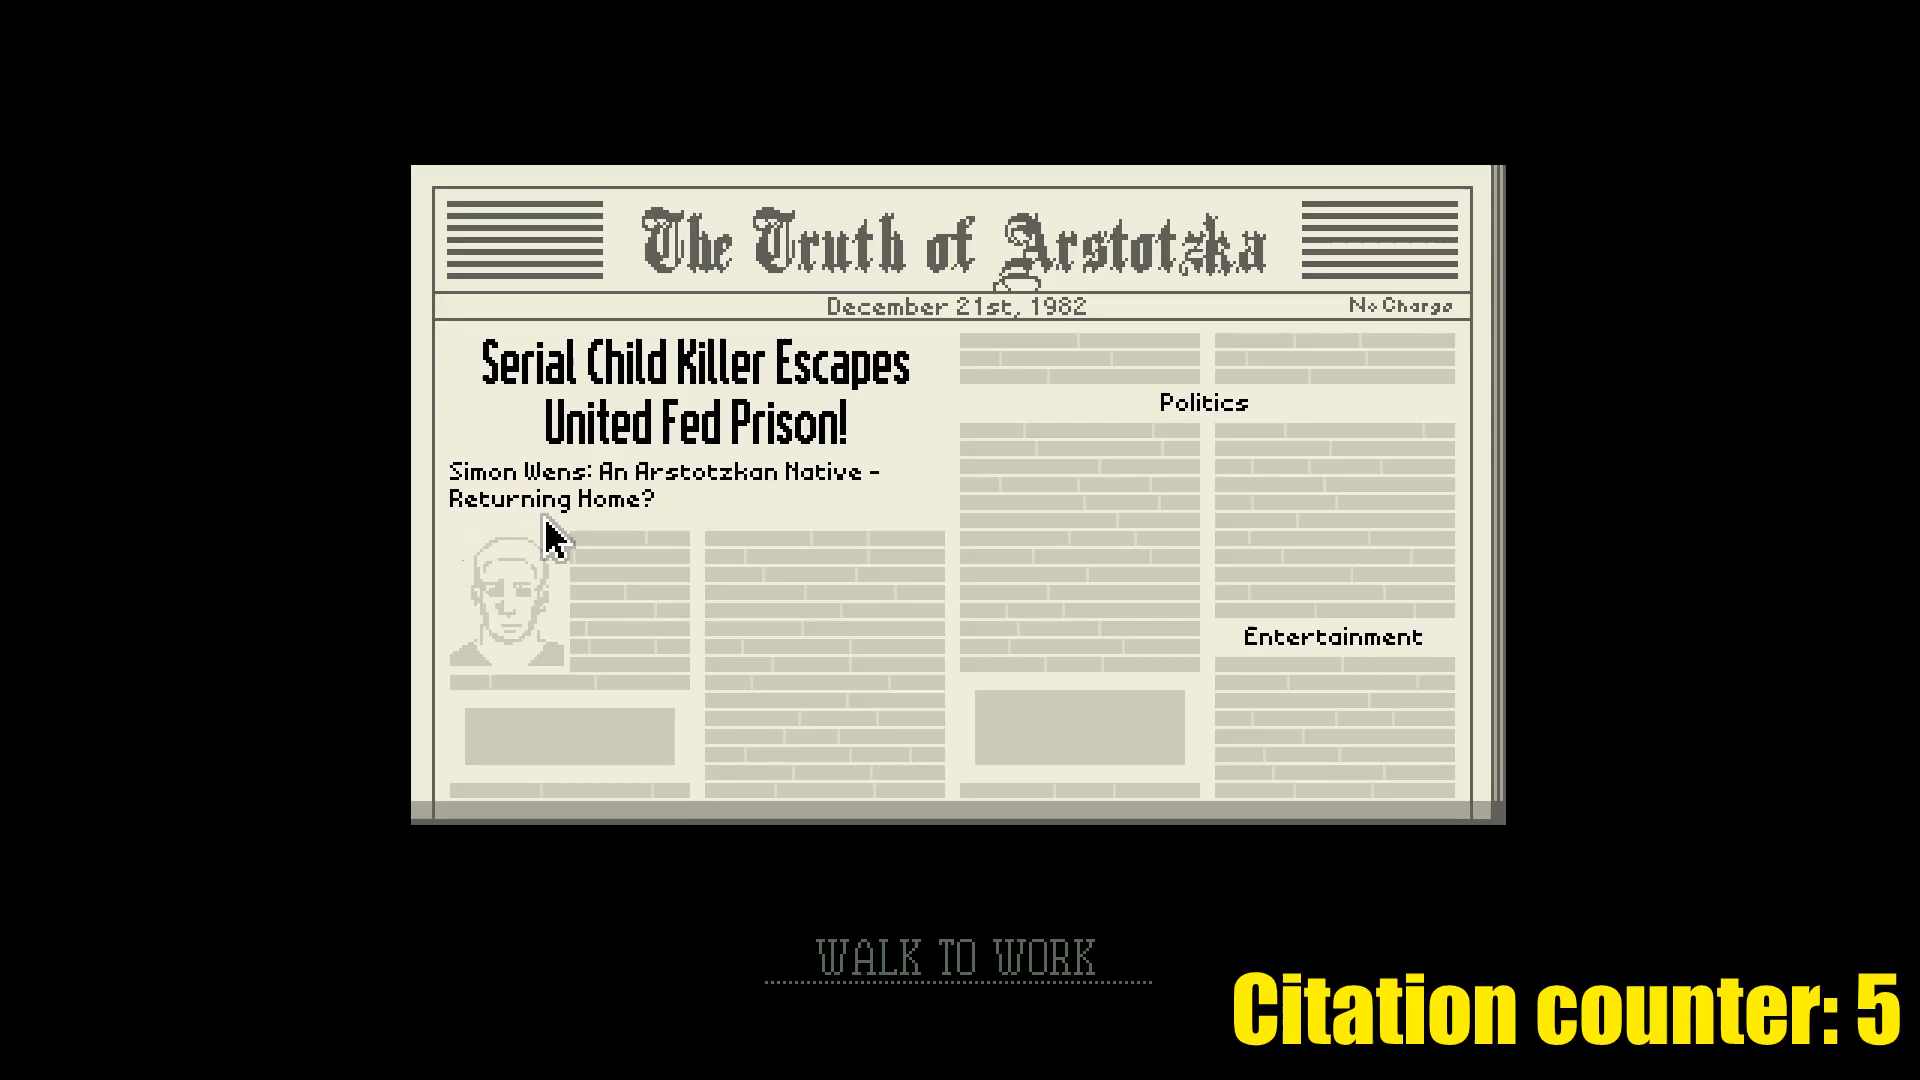 The Truth of Arstotzka
December 21st, 1982
No Charge
Serial Child Killer Escapes
United Fed Prison!
Simon Wens: An Arstotzkan Native -
Returning Home?
Politics
Entertainment
WALK TO WORK
Citation counter: 5